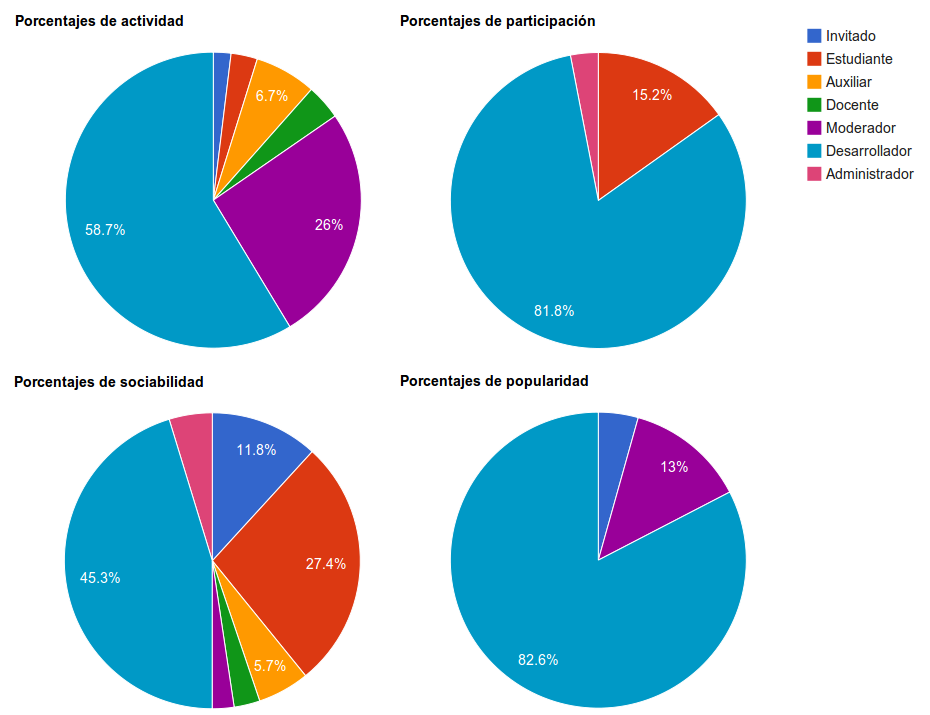 Porcentajes de actividad
6.7%
26%
58.7%
Porcentajes de participación
15.2%
81.8%
Invitado
Estudiante
Auxiliar
Docente
Moderador
Desarrollador
Administrador
Porcentajes de sociabilidad
11.8%
27.4%
45.3%
5.7%
Porcentajes de popularidad
13%
82.6%